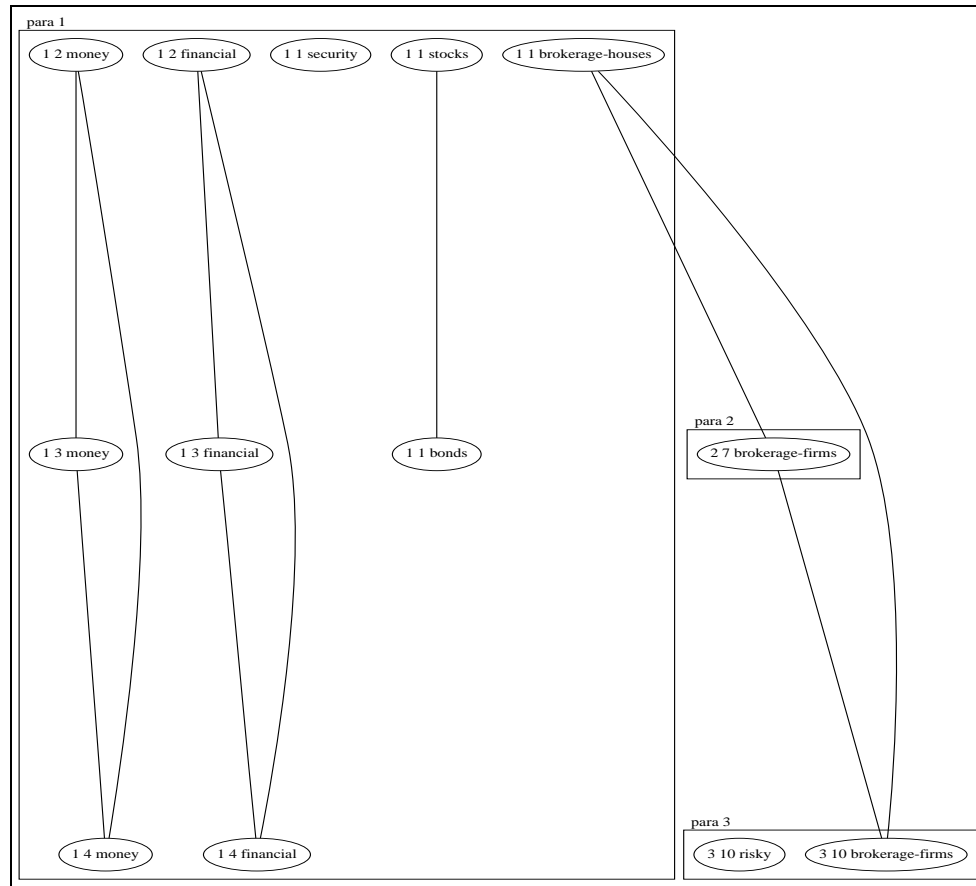 para 1
1 2 money
1 2 financial
1 1 security
1 1 stocks
1 1 brokerage-houses
para 2
1 3 money
1 3 financial
1 1 bonds
2 7 brokerage-firms
para 3
1 4 money
1 4 financial
3 10 risky
3 10 brokerage-firms